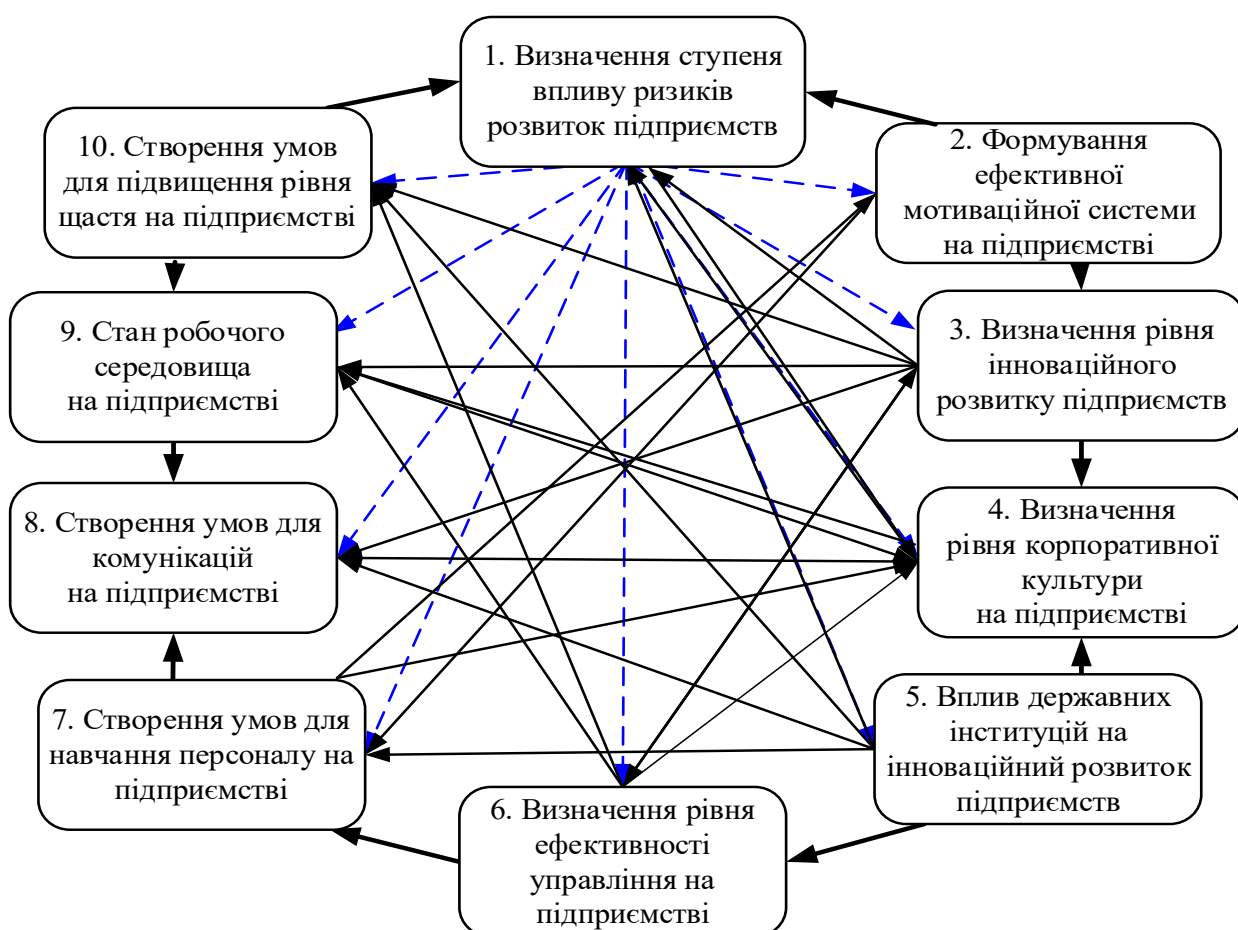 1. Визначення ступеня
впливу ризиків
розвиток підприємств
2. Формування
ефективної
мотиваційної системи
на підприємстві
3. Визначення рівня
інноваційного
розвитку підприємств
4. Визначення
рівня корпоративної
культури
на підприємстві
5. Вплив державних
інституцій на
інноваційний розвиток
підприємств
6. Визначення рівня
ефективності
управління на
підприємстві
7. Створення умов для
навчання персоналу на
підприємстві
8. Створення умов для
комунікацій
на підприємстві
9. Стан робочого
середовища
на підприємстві
10. Створення умов
для підвищення рівня
щастя на підприємстві